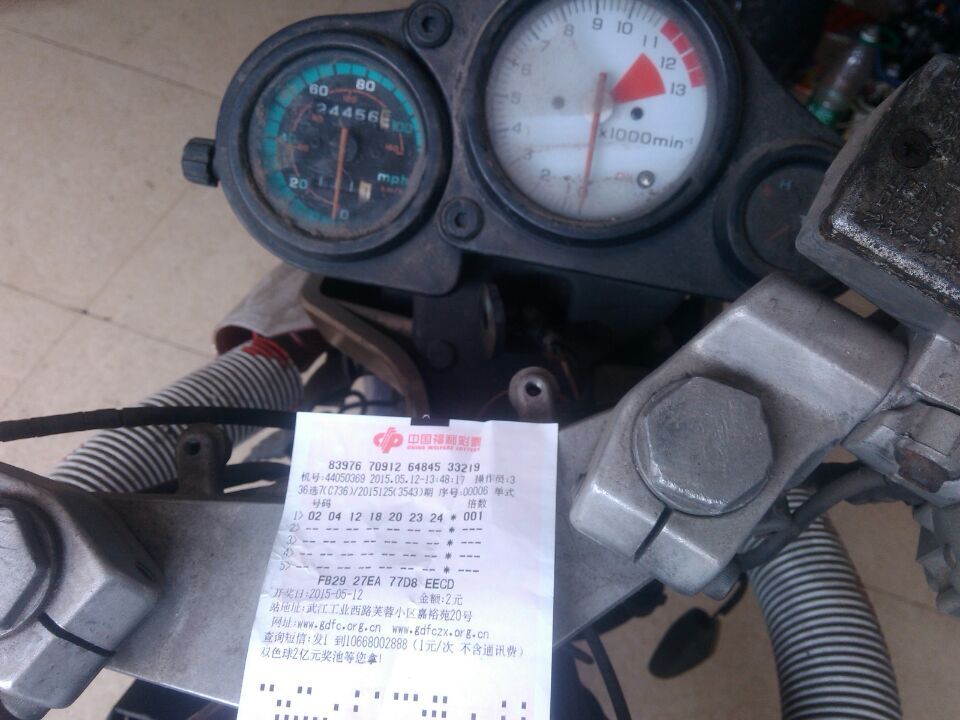 60 80
24456
100
20
mph
0
7 8 9 10 11 12 13
6
5
4
3
2
0
x1000min⁻¹
H
中国福利彩票
CHINA WELFARE LOTTERY
83976 70912 64845 33219
机号:44050369 2015.05.12-13:48:17 操作员:3
36选7(C736)/2015125(3543)期 序号:00006 单式
号码 倍数
1> 02 04 12 18 20 23 24 * 001
2> -- -- -- -- -- -- -- * ---
3> -- -- -- -- -- -- -- * ---
4> -- -- -- -- -- -- -- * ---
5> -- -- -- -- -- -- -- * ---
FB29 27EA 77D8 EECD
开奖日:2015-05-12 金额:2元
站地址:武江工业西路芙蓉小区嘉裕苑20号
网址:www.gdfc.org.cn www.gdfczx.org.cn
查询短信:发1 到10668002888 (1元/次 不含通讯费)
双色球2亿元奖池等您拿!